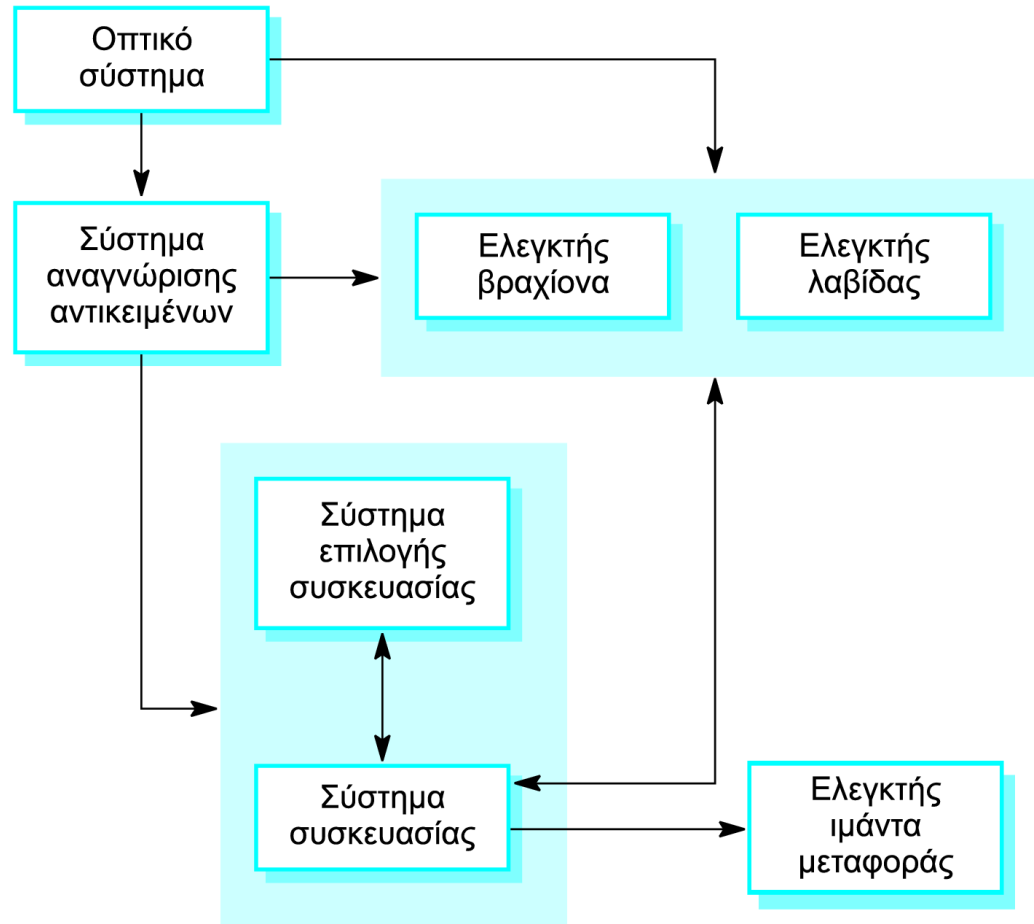 Οπτικό
σύστημα
Σύστημα
αναγνώρισης
αντικειμένων
Ελεγκτής
βραχίονα
Ελεγκτής
λαβίδας
Σύστημα
επιλογής
συσκευασίας
Σύστημα
συσκευασίας
Ελεγκτής
ιμάντα
μεταφοράς